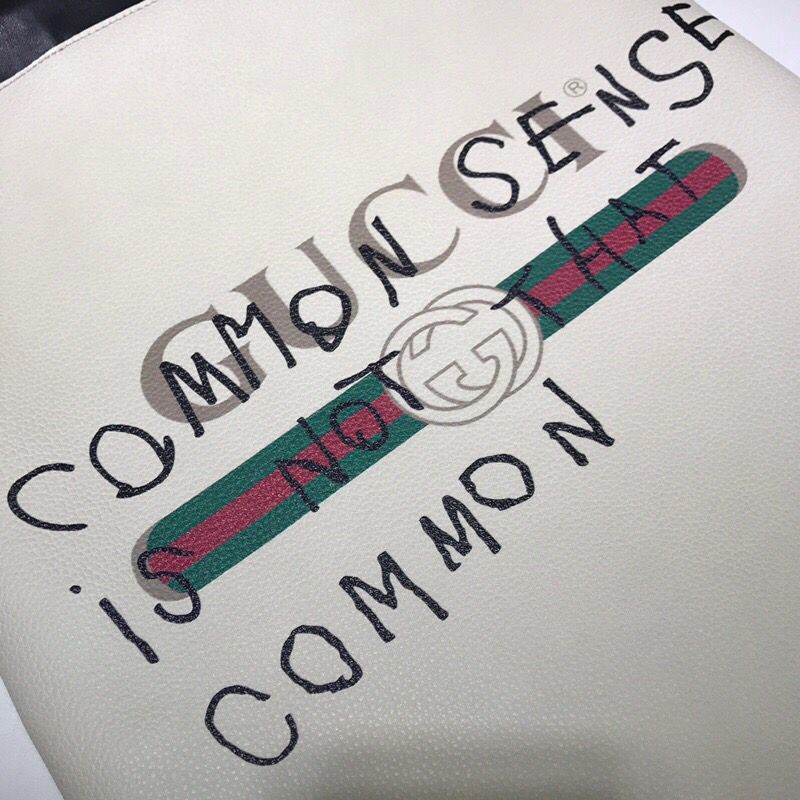 GUCCI®
COMMON SENSE
iS NOT THAT
COMMON